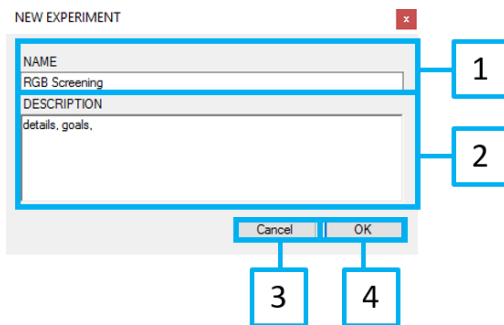 NEW EXPERIMENT
x
NAME
1
RGB Screening
DESCRIPTION
details, goals,
2
Cancel OK
3 4